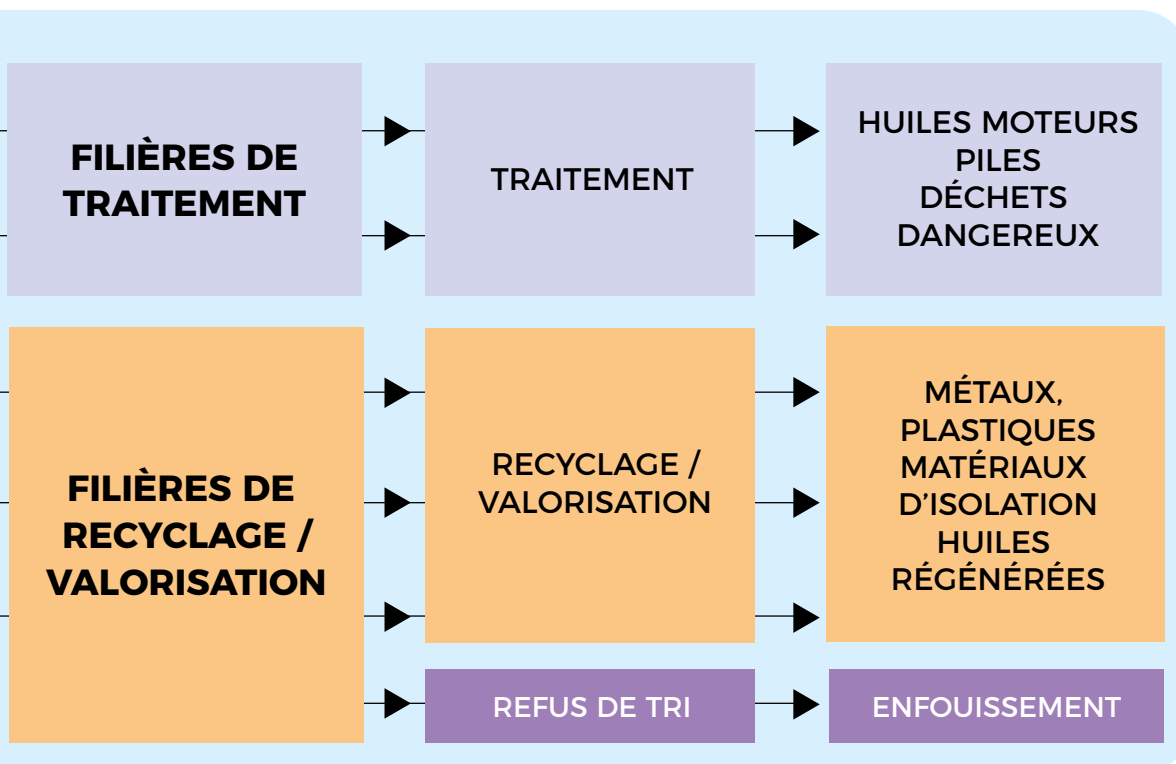 FILIÈRES DE
TRAITEMENT
TRAITEMENT
HUILES MOTEURS
PILES
DÉCHETS
DANGEREUX
FILIÈRES DE
RECYCLAGE /
VALORISATION
RECYCLAGE /
VALORISATION
MÉTAUX,
PLASTIQUES
MATÉRIAUX
D’ISOLATION
HUILES
RÉGÉNÉRÉES
REFUS DE TRI
ENFOUISSEMENT